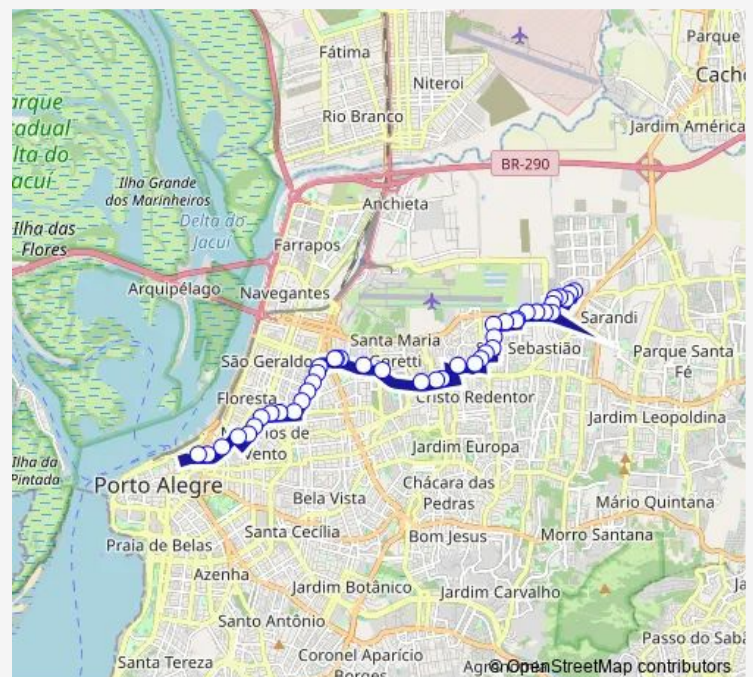 Parque
Fátima
Cach
Niteroi
arque
Rio Branco
adual
Jardim América
lta do
acuí
BR-290
Ilha Grande
dos Marinheiros
Anchieta
Ilha das
Flores
Delta do
Jacuí
Farrapos
Arquipélago
Navegantes
Sarandi
Santa Maria
Goretti
Sebastião
Parque Santa
Fé
São Geraldo
Floresta
Cristo Redentor
Jardim Leopoldina
Ilha da
Pintada
Jardim Europa
Porto Alegre
Chácara das
Pedras
Bela Vista
Mário Quintana
Santa Cecília
Bom Jesus
Morro Santana
Praia de Belas
Azenha
Jardim Botânico
Jardim Carvalho
Ja
Santo Antônio
Passo do Saba
Santa Tereza
Coronel Aparício
Borges
© OpenStreetMap contributors